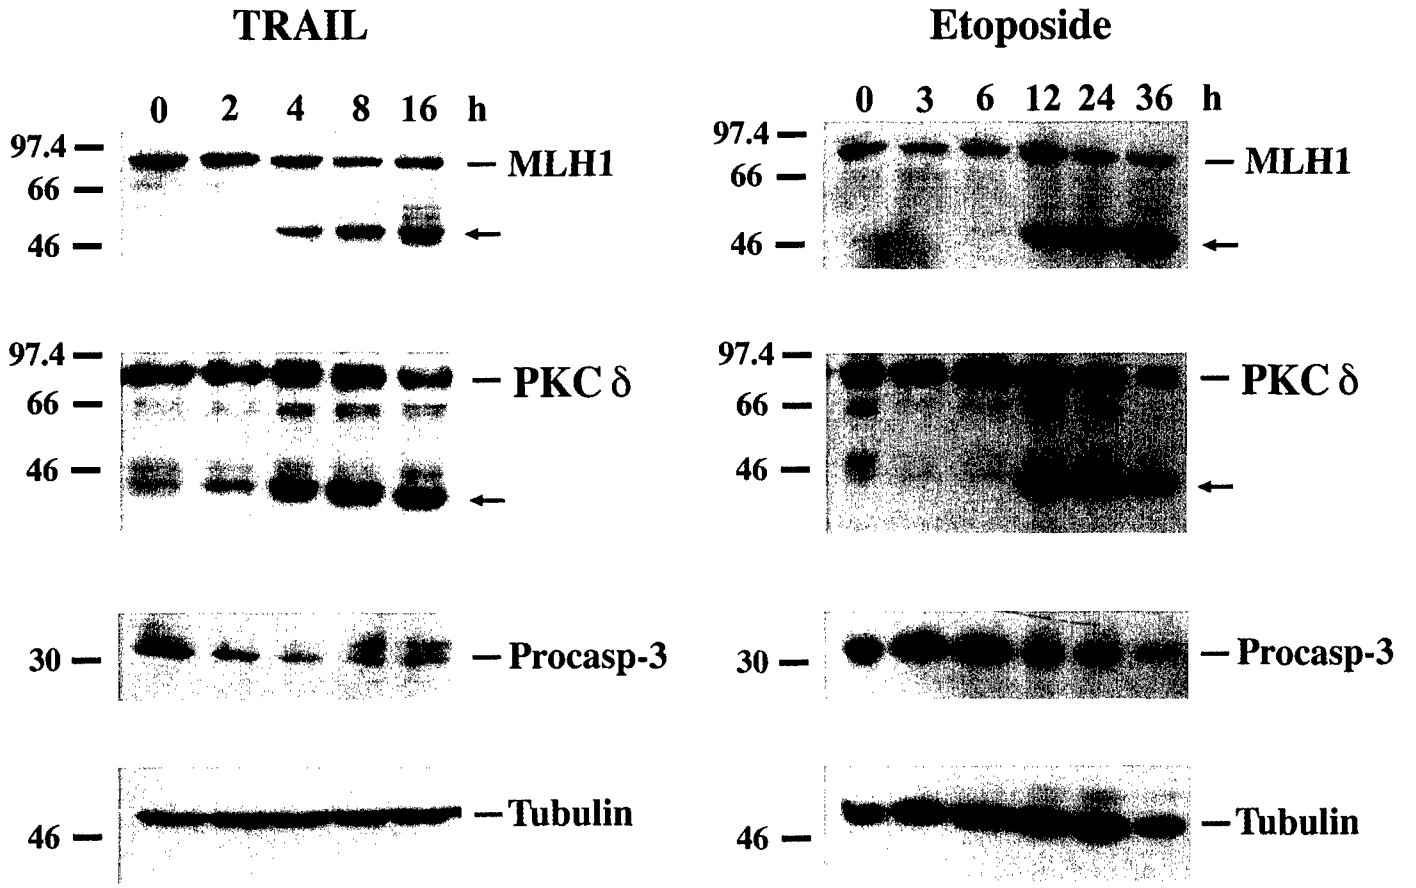 TRAIL
0 2 4 8 16 h
97.4
MLH1
66
46
97.4
PKC δ
66
46
30
Procasp-3
Tubulin
46
Etoposide
0 3 6 12 24 36 h
97.4
MLH1
66
46
97.4
PKC δ
66
46
30
Procasp-3
Tubulin
46